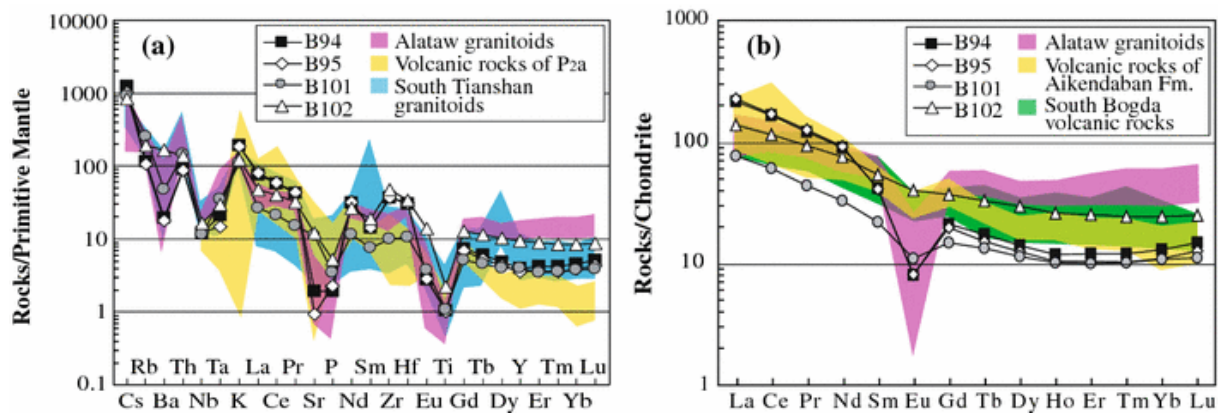 10000
1000
100
10
1
0.1
Rocks/Primitive Mantle
(a)
B94
B95
B101
B102
Alataw granitoids
Volcanic rocks of P2a
South Tianshan
granitoids
Rb Th Ta La Pr P Sm Hf Ti Tb Y Tm Lu
Cs Ba Nb K Ce Sr Nd Zr Eu Gd Dy Er Yb
1000
100
10
1
Rocks/Chondrite
(b)
B94
B95
B101
B102
Alataw granitoids
Volcanic rocks of
Aikendaban Fm.
South Bogda
volcanic rocks
La Ce Pr Nd Sm Eu Gd Tb Dy Ho Er Tm Yb Lu